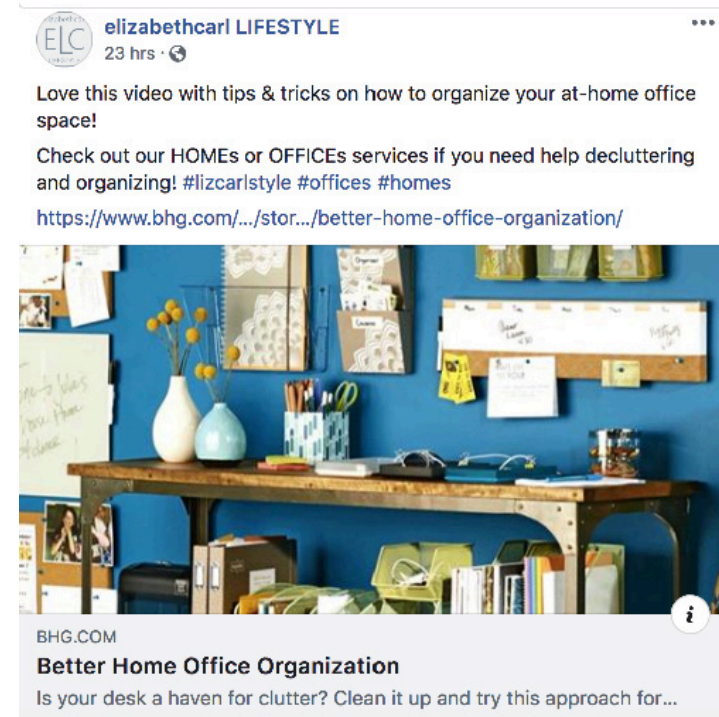 ELC
elizabethcarl LIFESTYLE
23 hrs ·
Love this video with tips & tricks on how to organize your at-home office
space!
Check out our HOMEs or OFFICEs services if you need help decluttering
and organizing! #lizcarlstyle #offices #homes
https://www.bhg.com/.../stor.../better-home-office-organization/
i
BHG.COM
Better Home Office Organization
Is your desk a haven for clutter? Clean it up and try this approach for...